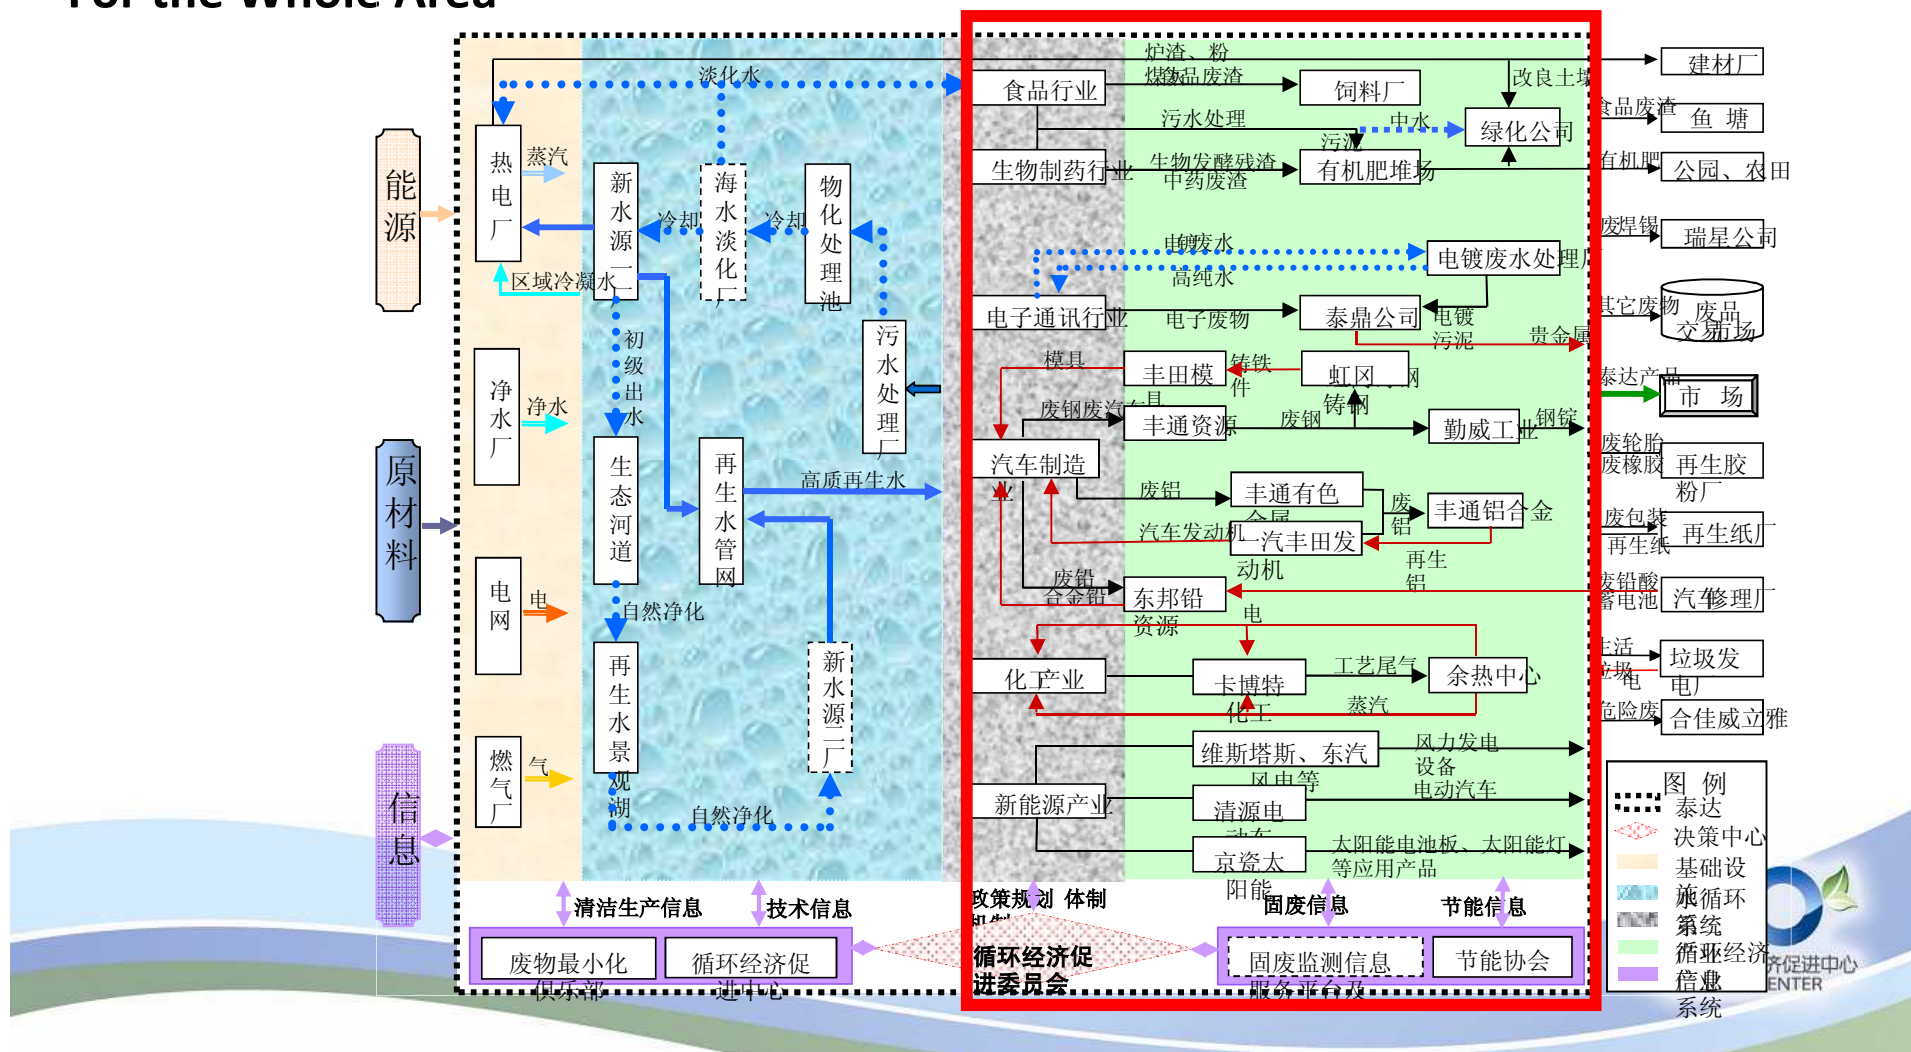 For the Whole Area
炉渣、粉
煤灰
食品废渣
淡化水
食品行业
饲料厂
改良土壤
建材厂
食品废渣
鱼 塘
污水处理
中水
绿化公司
污泥
能源
热电厂
蒸汽
新水源一厂
海水淡化厂
物化处理池
冷却
冷却
生物制药行业
生物发酵残渣
中药废渣
有机肥堆场
有机肥
公园、农田
电镀废水
高纯水
电镀废水处理厂
废焊锡
瑞星公司
区域冷凝水
电子通讯行业
电子废物
泰鼎公司
电镀
污泥
贵金属
其它废物
废品
交易市场
初级出水
污水处理厂
模具
丰田模
具
铸铁
件
虹冈
铸钢
泰达产品
市 场
净水厂
净水
废钢废汽车
丰通资源
废钢
勤威工业
钢锭
废轮胎
废橡胶
再生胶
粉厂
原材料
生态河道
再生水管网
高质再生水
汽车制造
业
废铝
丰通有色
金属
废铝
丰通铝合金
汽车发动机
一汽丰田发
动机
再生
铝
废包装
再生纸
再生纸厂
电网
电
自然净化
废铅
合金铅
东邦铅
资源
废铅酸
蓄电池
汽车修理厂
电
再生水景观湖
新水源二厂
化工产业
卡博特
化工
工艺尾气
余热中心
蒸汽
生活
垃圾
电
垃圾发
电厂
危险废
合佳威立雅
燃气厂
气
自然净化
维斯塔斯、东汽
风电等
风力发电
设备
新能源产业
清源电
动车
电动汽车
京瓷太
阳能
太阳能电池板、太阳能灯
等应用产品
信息
清洁生产信息
技术信息
政策规划 体制
机制
固废信息
节能信息
废物最小化
俱乐部
循环经济促
进中心
循环经济促
进委员会
固废监测信息
服务平台及
节能协会
图 例
泰达
决策中心
基础设
施
水循环
系统
产业
循环经济
产业
信息
系统
济促进中心
ENTER